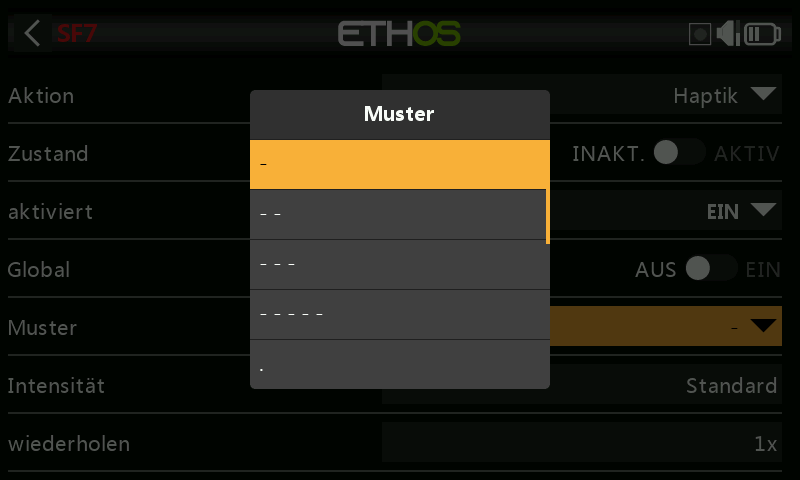 SF7
ETHOS
Aktion
Haptik
Zustand
INAKT. AKTIV
aktiviert
EIN
Global
AUS EIN
Muster
-
Intensität
Standard
wiederholen
1x
Muster
-
- -
- - -
- - - - -
.